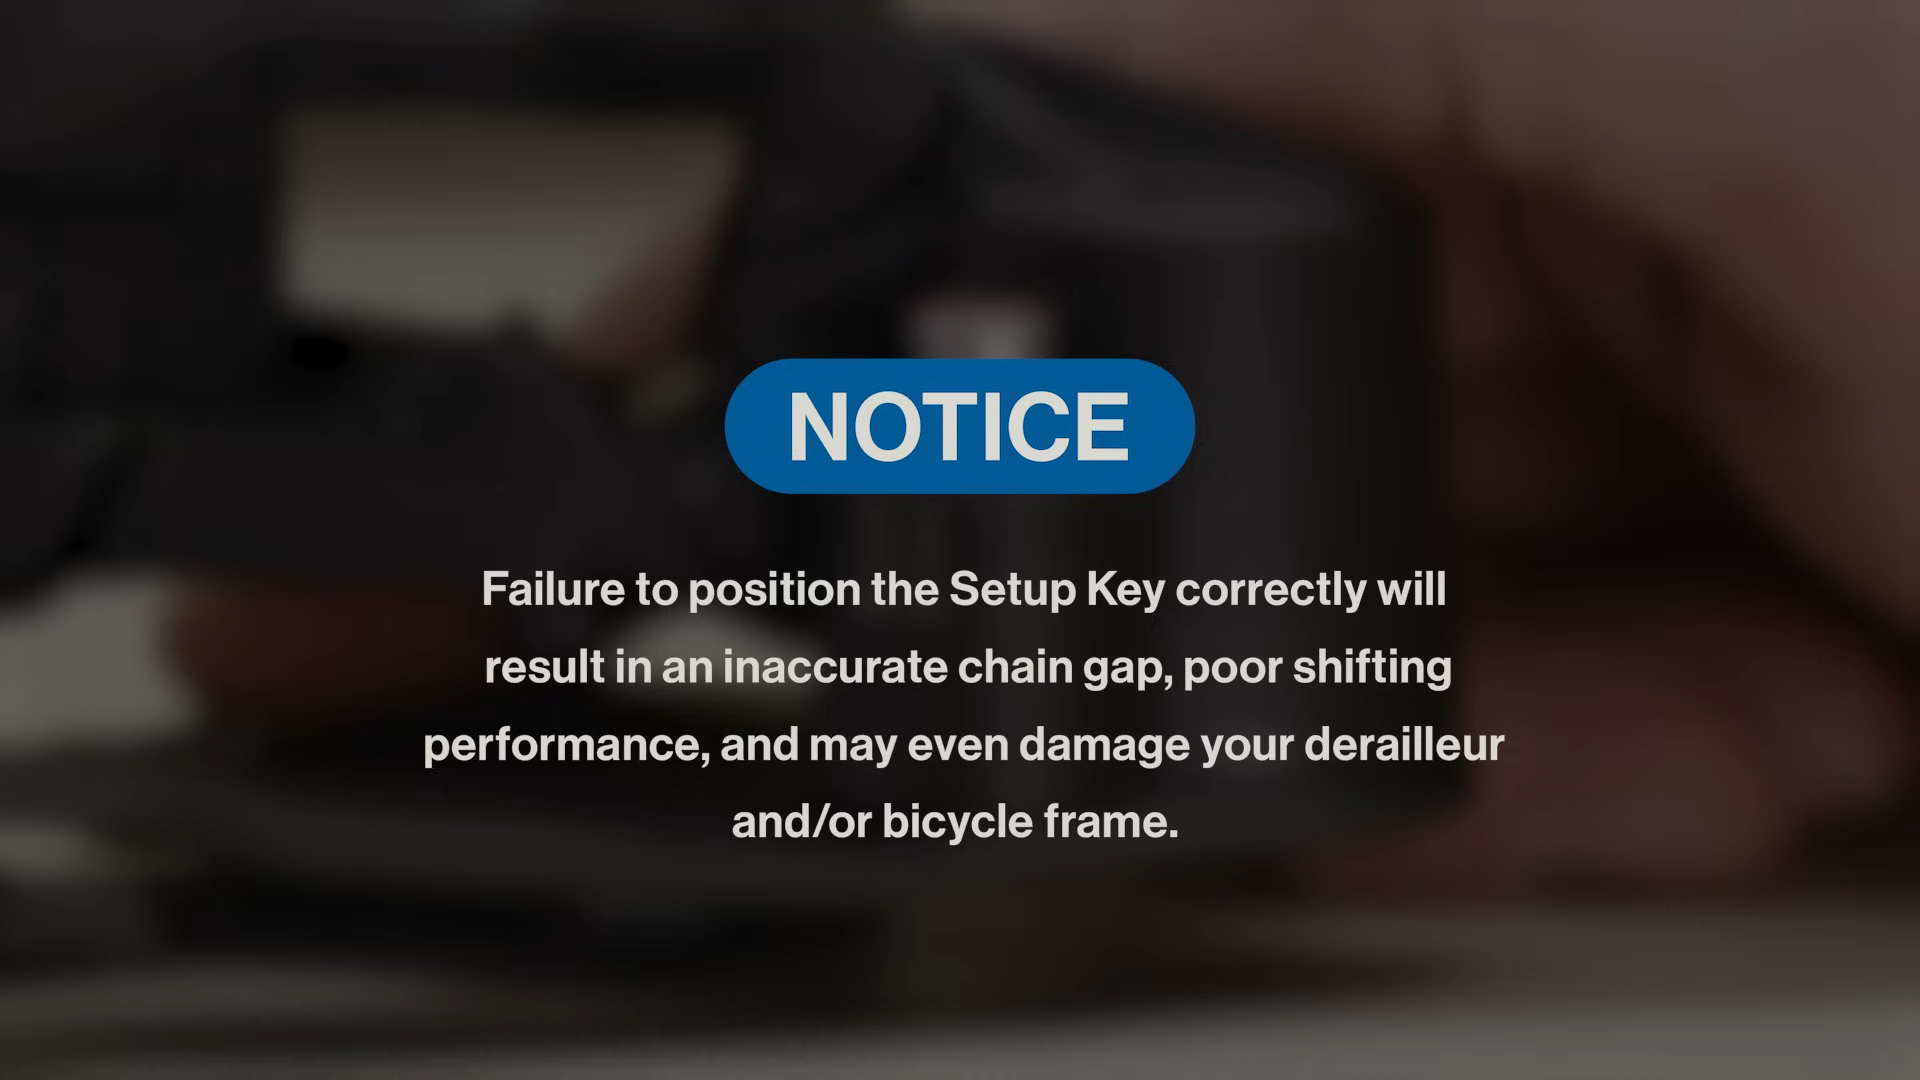 NOTICE
Failure to position the Setup Key correctly will
result in an inaccurate chain gap, poor shifting
performance, and may even damage your derailleur
and/or bicycle frame.